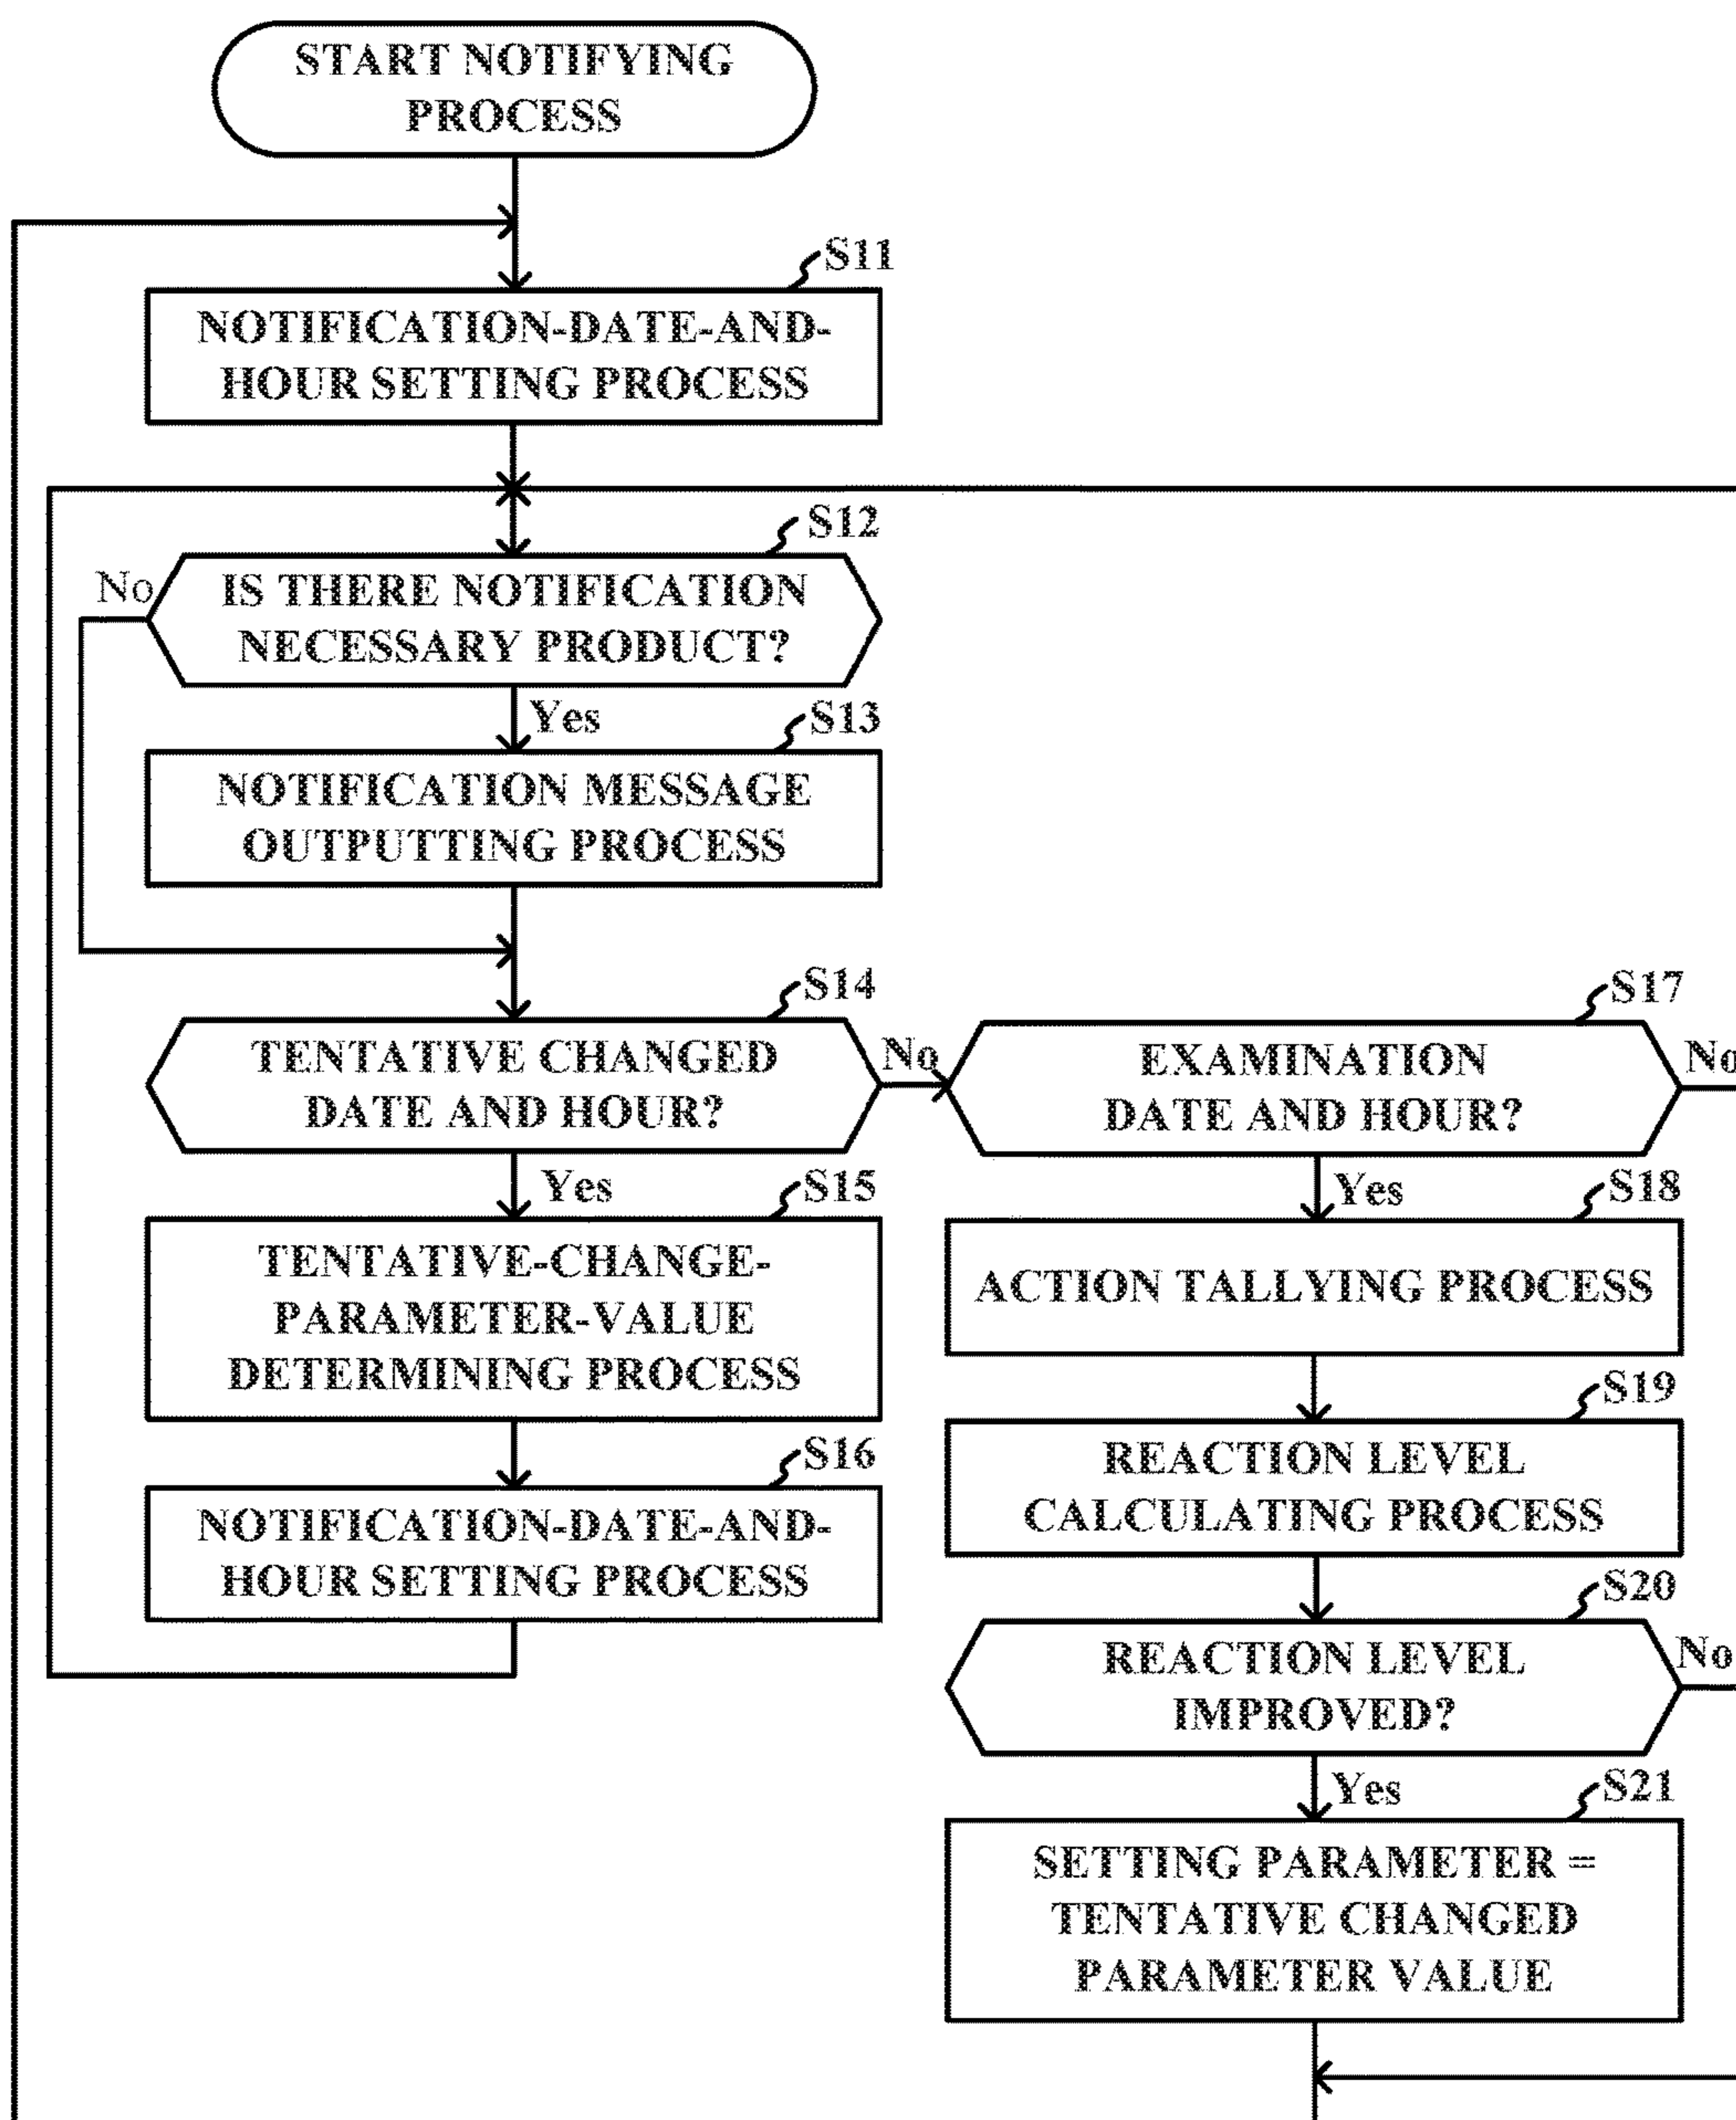 START NOTIFYING
PROCESS
S11
NOTIFICATION-DATE-AND-
HOUR SETTING PROCESS
S12
No
IS THERE NOTIFICATION
NECESSARY PRODUCT?
Yes
S13
NOTIFICATION MESSAGE
OUTPUTTING PROCESS
S14
TENTATIVE CHANGED
DATE AND HOUR?
No
Yes
S15
TENTATIVE-CHANGE-
PARAMETER-VALUE
DETERMINING PROCESS
S16
NOTIFICATION-DATE-AND-
HOUR SETTING PROCESS
S17
EXAMINATION
DATE AND HOUR?
No
Yes
S18
ACTION TALLYING PROCESS
S19
REACTION LEVEL
CALCULATING PROCESS
S20
REACTION LEVEL
IMPROVED?
No
Yes
S21
SETTING PARAMETER =
TENTATIVE CHANGED
PARAMETER VALUE